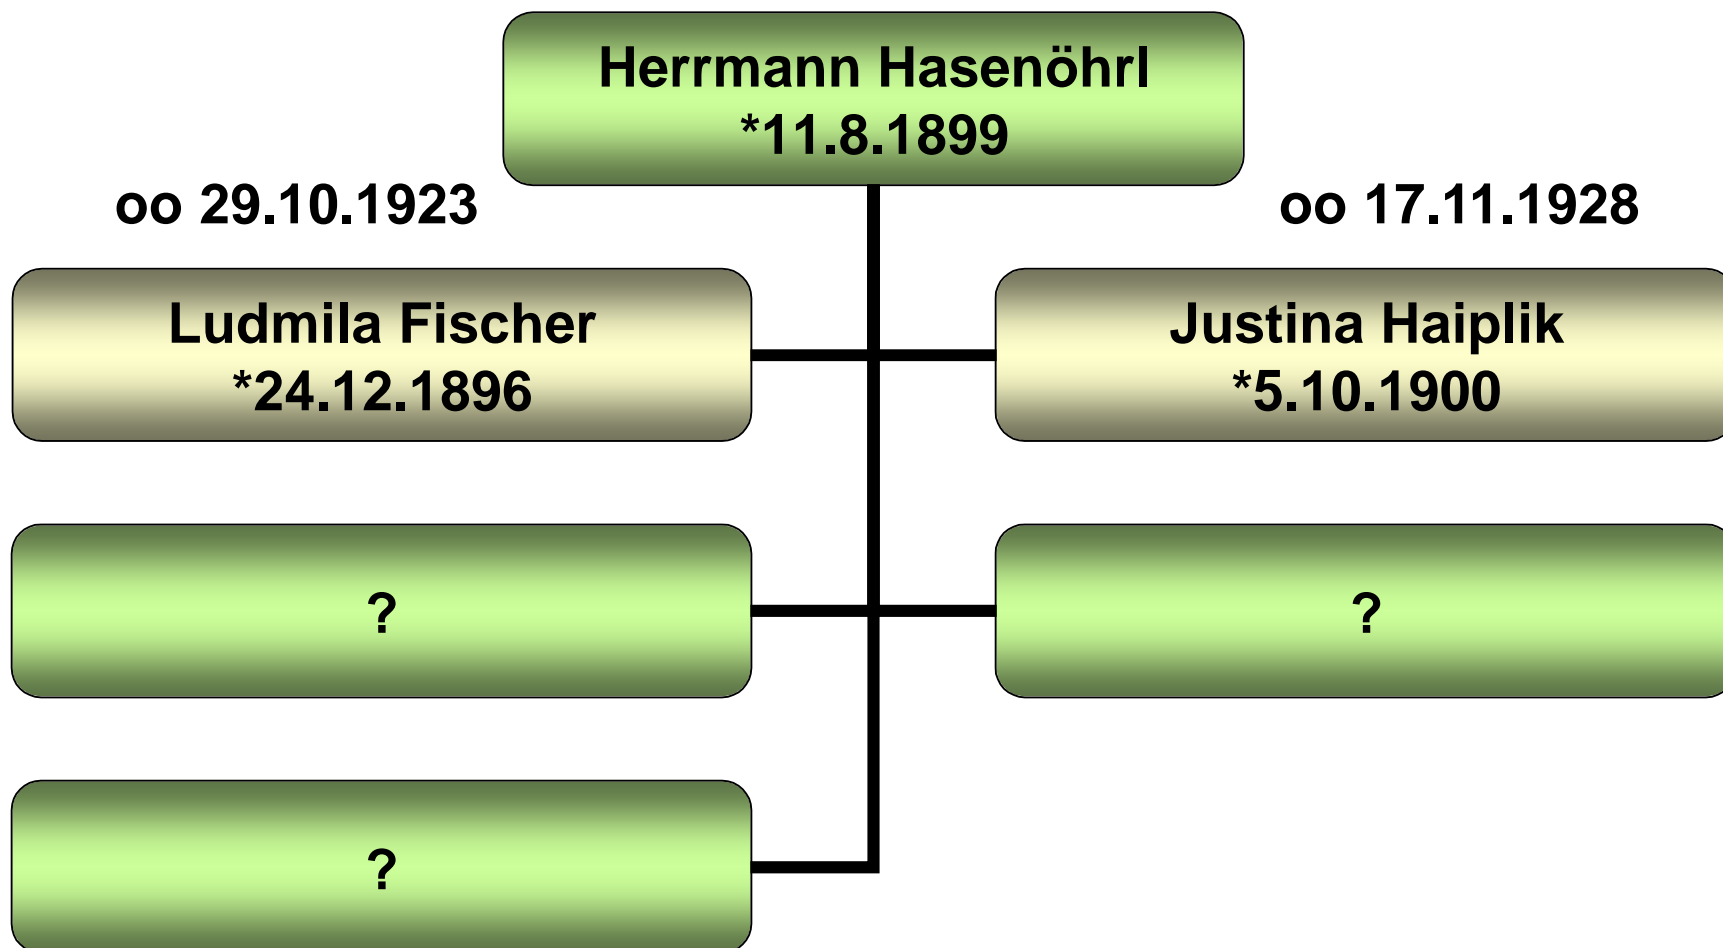 Herrmann Hasenöhrl
*11.8.1899
oo 29.10.1923
oo 17.11.1928
Ludmila Fischer
*24.12.1896
Justina Haiplik
*5.10.1900
?
?
?